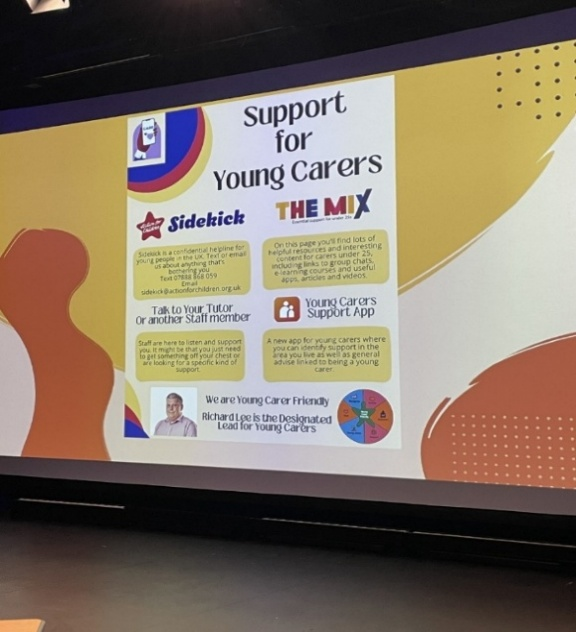 Support
for
Young Carers
Action for
Children
Sidekick
THE MIX
Essential support for under 25s
Sidekick is a confidential helpline for
young people in the UK. Text or email
us about anything that's
bothering you
Text 07888 868 059
Email
sidekick@actionforchildren.org.uk
On this page you'll find lots of
helpful resources and interesting
content for carers under 25,
including links to group chats,
e-learning courses and useful
apps, articles and videos.
Talk to Your Tutor
Or another Staff member
Young Carers
Support App
Staff are here to listen and support
you. It might be that you just need
to get something off your chest or
are looking for a specific kind of
support.
A new app for young carers where
you can identify support in the
area you live as well as general
advise linked to being a young
carer.
We are Young Carer Friendly
Richard Lee is the Designated
Lead for Young Carers